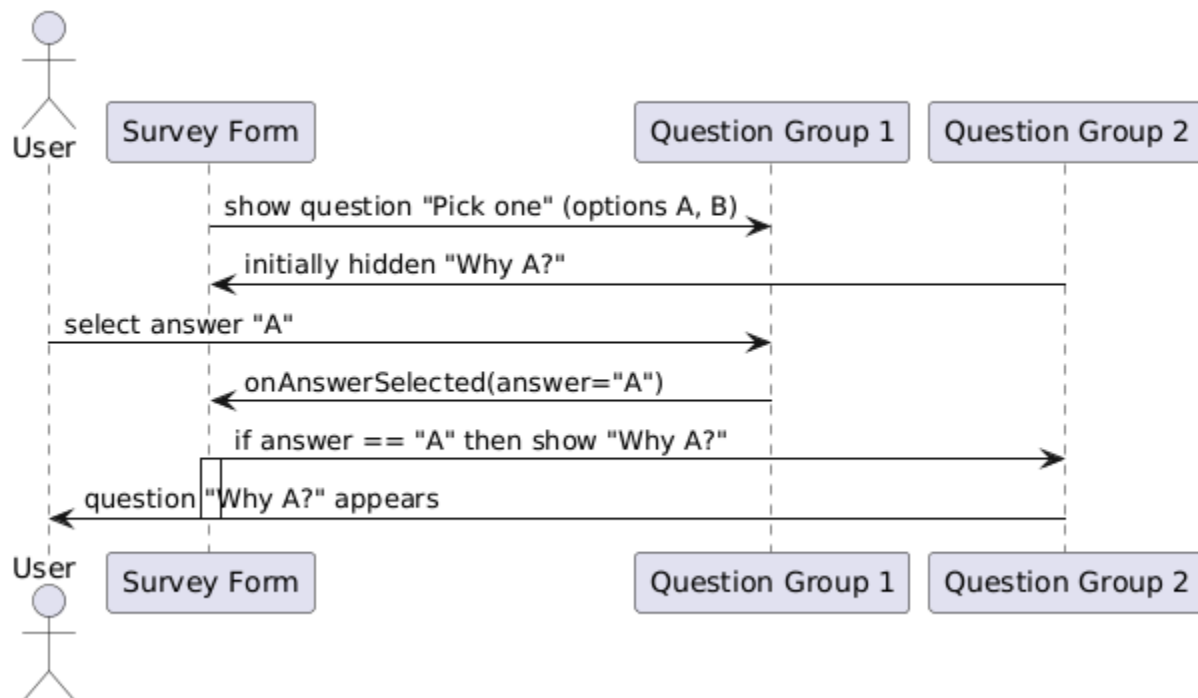 User
Survey Form
Question Group 1
Question Group 2
show question "Pick one" (options A, B)
initially hidden "Why A?"
select answer "A"
onAnswerSelected(answer="A")
if answer == "A" then show "Why A?"
question "Why A?" appears
User
Survey Form
Question Group 1
Question Group 2